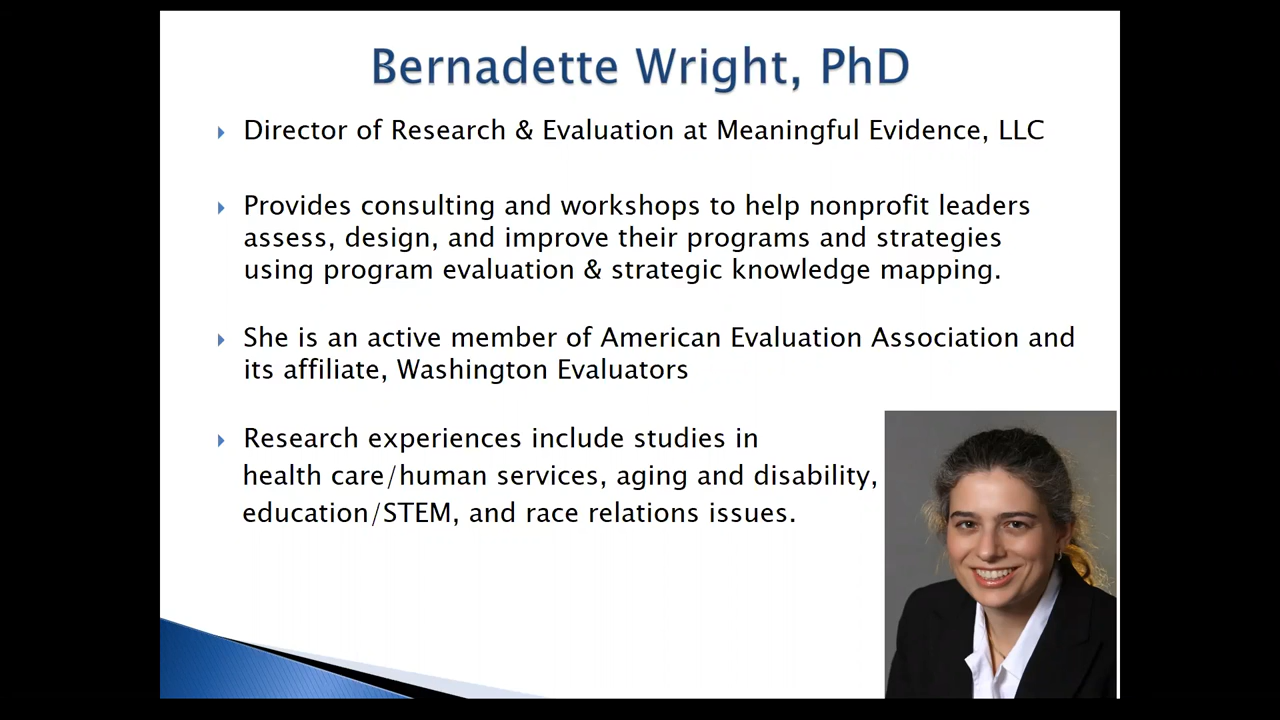 Bernadette Wright, PhD
Director of Research & Evaluation at Meaningful Evidence, LLC
Provides consulting and workshops to help nonprofit leaders
assess, design, and improve their programs and strategies
using program evaluation & strategic knowledge mapping.
She is an active member of American Evaluation Association and
its affiliate, Washington Evaluators
Research experiences include studies in
health care/human services, aging and disability,
education/STEM, and race relations issues.